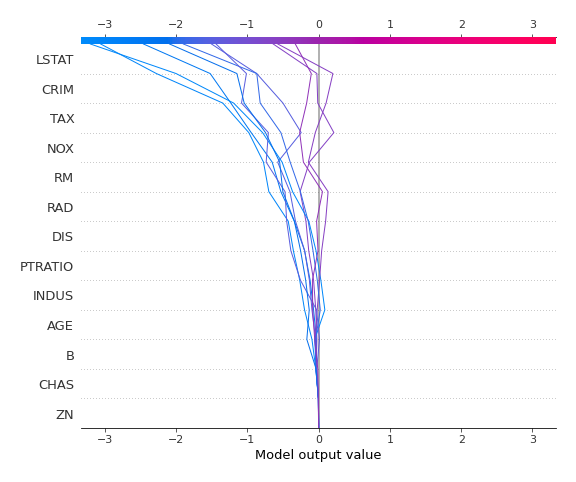 −3 −2 −1 0 1 2 3
LSTAT
CRIM
TAX
NOX
RM
RAD
DIS
PTRATIO
INDUS
AGE
B
CHAS
ZN
−3 −2 −1 0 1 2 3
Model output value